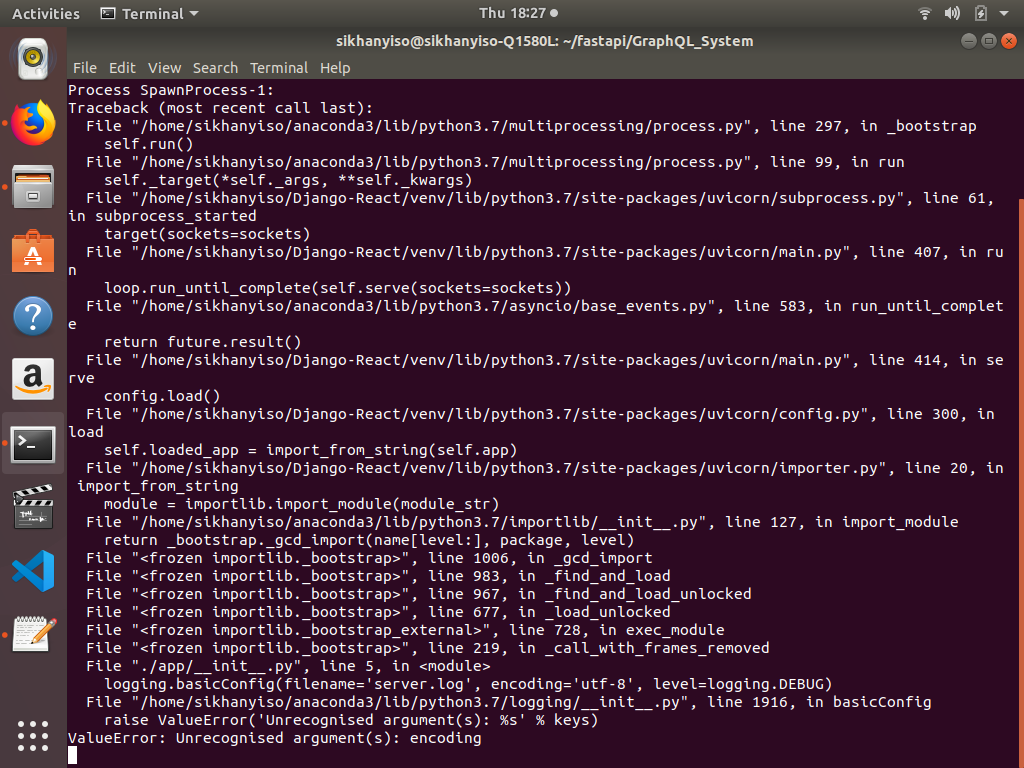 Activities Terminal Thu 18:27
sikhanyiso@sikhanyiso-Q1580L: ~/fastapi/GraphQL_System
File Edit View Search Terminal Help
Process SpawnProcess-1:
Traceback (most recent call last):
  File "/home/sikhanyiso/anaconda3/lib/python3.7/multiprocessing/process.py", line 297, in _bootstrap
    self.run()
  File "/home/sikhanyiso/anaconda3/lib/python3.7/multiprocessing/process.py", line 99, in run
    self._target(*self._args, **self._kwargs)
  File "/home/sikhanyiso/Django-React/venv/lib/python3.7/site-packages/uvicorn/subprocess.py", line 61,
in subprocess_started
    target(sockets=sockets)
  File "/home/sikhanyiso/Django-React/venv/lib/python3.7/site-packages/uvicorn/main.py", line 407, in ru
n
    loop.run_until_complete(self.serve(sockets=sockets))
  File "/home/sikhanyiso/anaconda3/lib/python3.7/asyncio/base_events.py", line 583, in run_until_complet
e
    return future.result()
  File "/home/sikhanyiso/Django-React/venv/lib/python3.7/site-packages/uvicorn/main.py", line 414, in se
rve
    config.load()
  File "/home/sikhanyiso/Django-React/venv/lib/python3.7/site-packages/uvicorn/config.py", line 300, in
load
    self.loaded_app = import_from_string(self.app)
  File "/home/sikhanyiso/Django-React/venv/lib/python3.7/site-packages/uvicorn/importer.py", line 20, in
 import_from_string
    module = importlib.import_module(module_str)
  File "/home/sikhanyiso/anaconda3/lib/python3.7/importlib/__init__.py", line 127, in import_module
    return _bootstrap._gcd_import(name[level:], package, level)
  File "<frozen importlib._bootstrap>", line 1006, in _gcd_import
  File "<frozen importlib._bootstrap>", line 983, in _find_and_load
  File "<frozen importlib._bootstrap>", line 967, in _find_and_load_unlocked
  File "<frozen importlib._bootstrap>", line 677, in _load_unlocked
  File "<frozen importlib._bootstrap_external>", line 728, in exec_module
  File "<frozen importlib._bootstrap>", line 219, in _call_with_frames_removed
  File "./app/__init__.py", line 5, in <module>
    logging.basicConfig(filename='server.log', encoding='utf-8', level=logging.DEBUG)
  File "/home/sikhanyiso/anaconda3/lib/python3.7/logging/__init__.py", line 1916, in basicConfig
    raise ValueError('Unrecognised argument(s): %s' % keys)
ValueError: Unrecognised argument(s): encoding